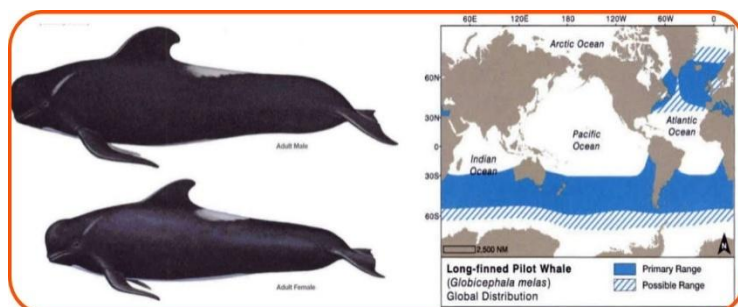 Adult Male
Adult Female
60E 120E 180 60W 0
Arctic Ocean
60N
30N
Atlantic
Ocean
Pacific
Ocean
0
Indian
Ocean
30S
60S
2,500 NM
N
Long-finned Pilot Whale
(Globicephala melas)
Global Distribution
Primary Range
Possible Range